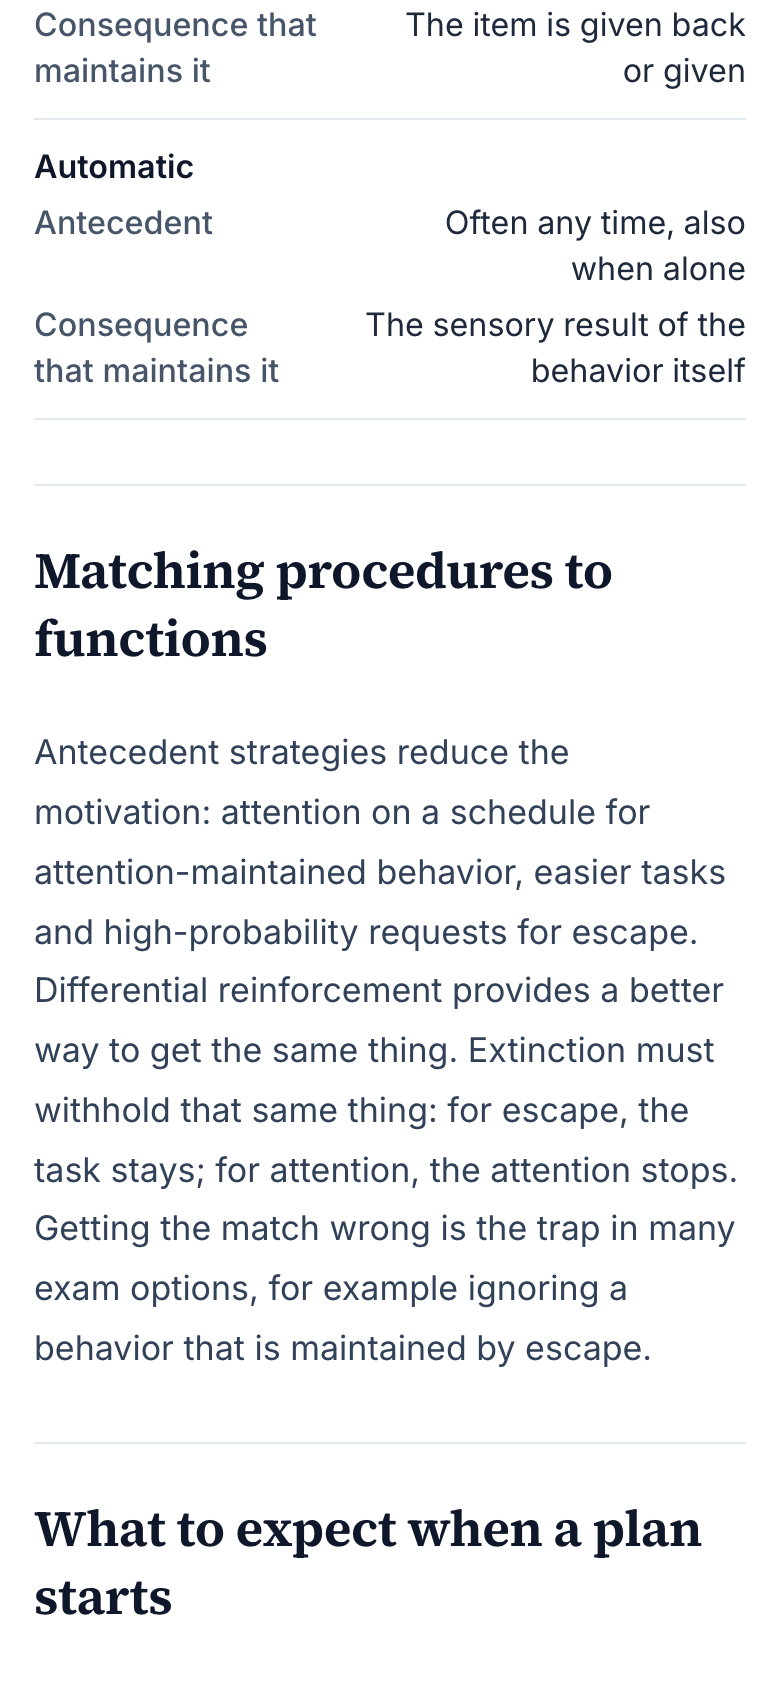 Consequence that The item is given back
maintains it or given
Automatic
Antecedent Often any time, also
when alone
Consequence The sensory result of the
that maintains it behavior itself
Matching procedures to
functions
Antecedent strategies reduce the
motivation: attention on a schedule for
attention-maintained behavior, easier tasks
and high-probability requests for escape.
Differential reinforcement provides a better
way to get the same thing. Extinction must
withhold that same thing: for escape, the
task stays; for attention, the attention stops.
Getting the match wrong is the trap in many
exam options, for example ignoring a
behavior that is maintained by escape.
What to expect when a plan
starts